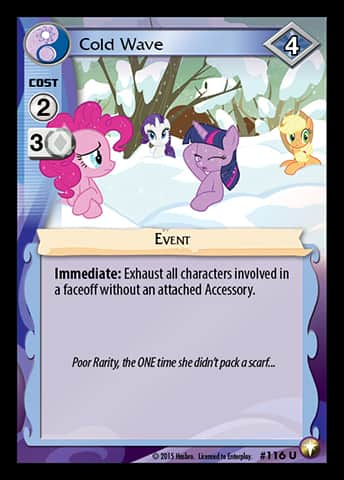 Cold Wave
4
COST
2
3
EVENT
Immediate: Exhaust all characters involved in
a faceoff without an attached Accessory.
Poor Rarity, the ONE time she didn't pack a scarf...
© 2015 Hasbro. Licensed to Enterplay. #116 U